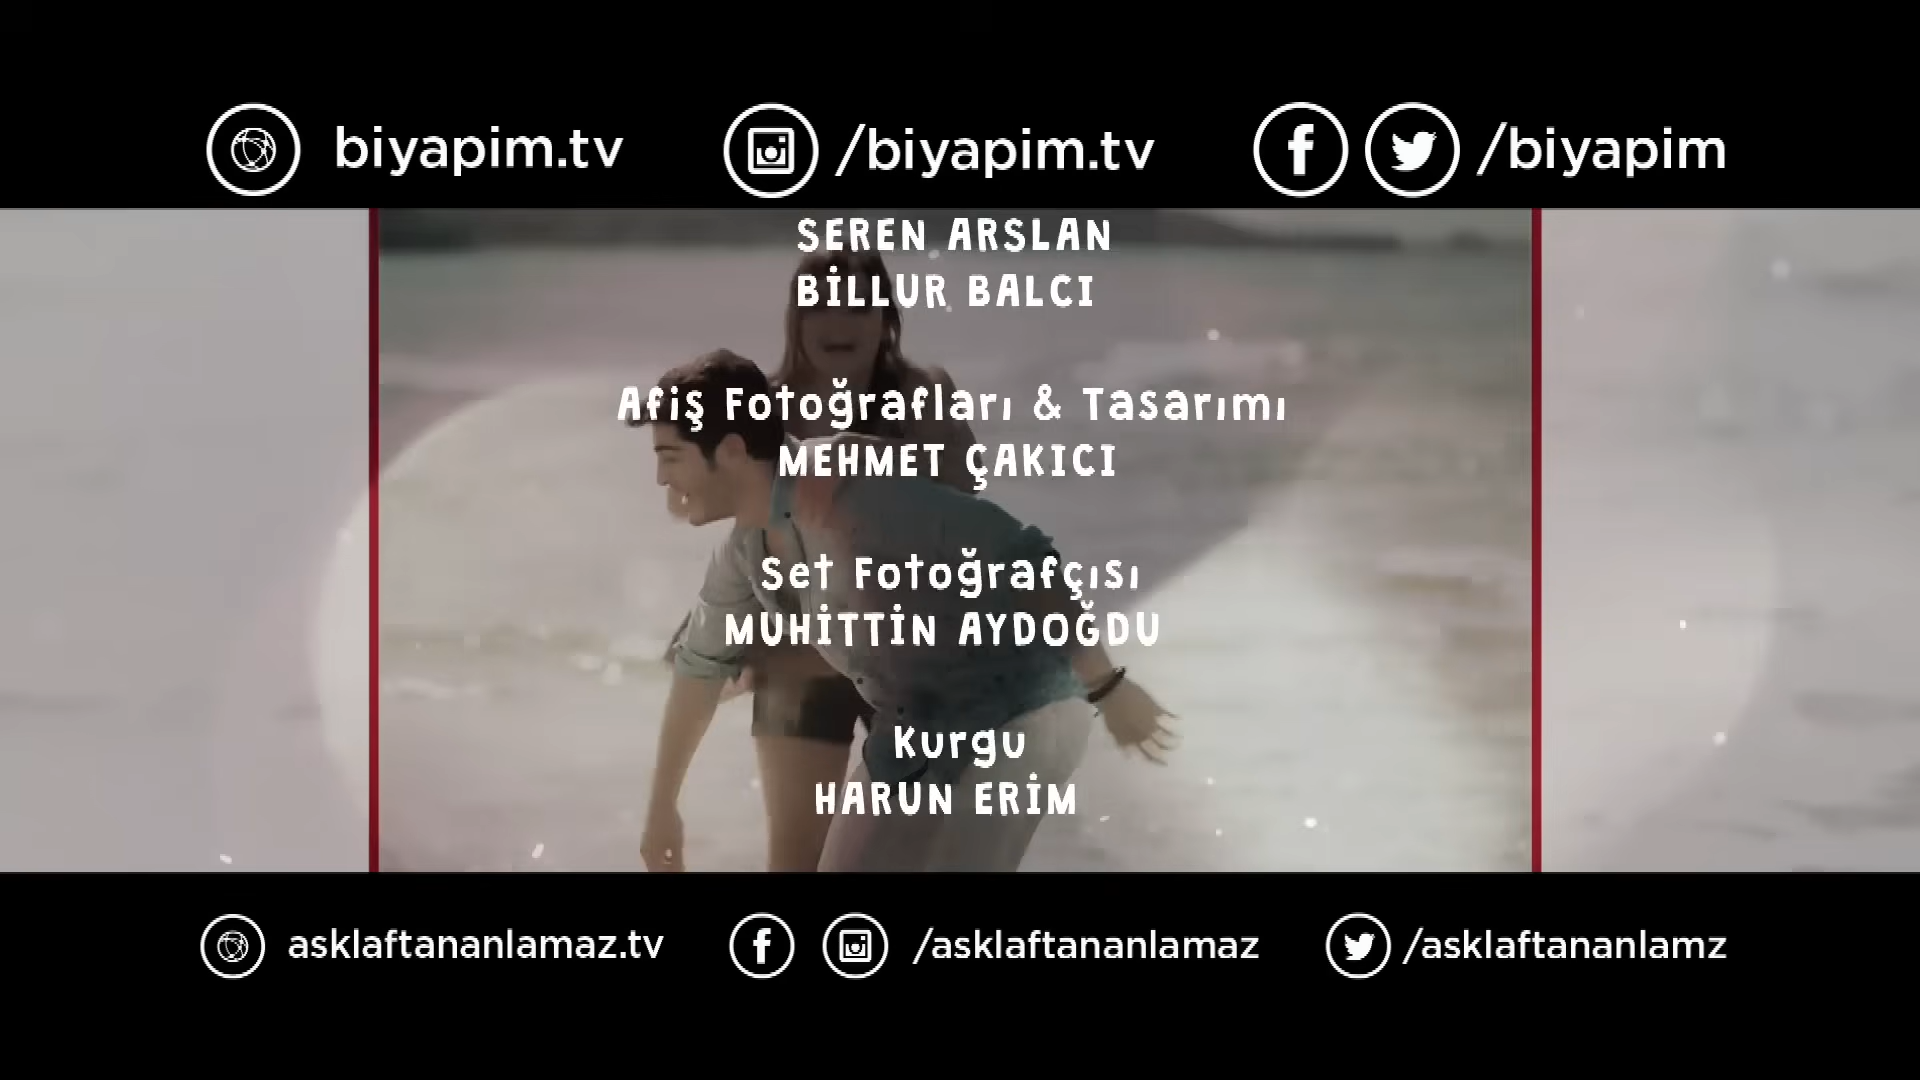 biyapim.tv /biyapim.tv /biyapim
SEREN ARSLAN
BİLLUR BALCI
Afiş Fotoğrafları & Tasarımı
MEHMET ÇAKICI
Set Fotoğrafçısı
MUHİTTİN AYDOĞDU
Kurgu
HARUN ERİM
asklaftananlamaz.tv /asklaftananlamaz /asklaftananlamz